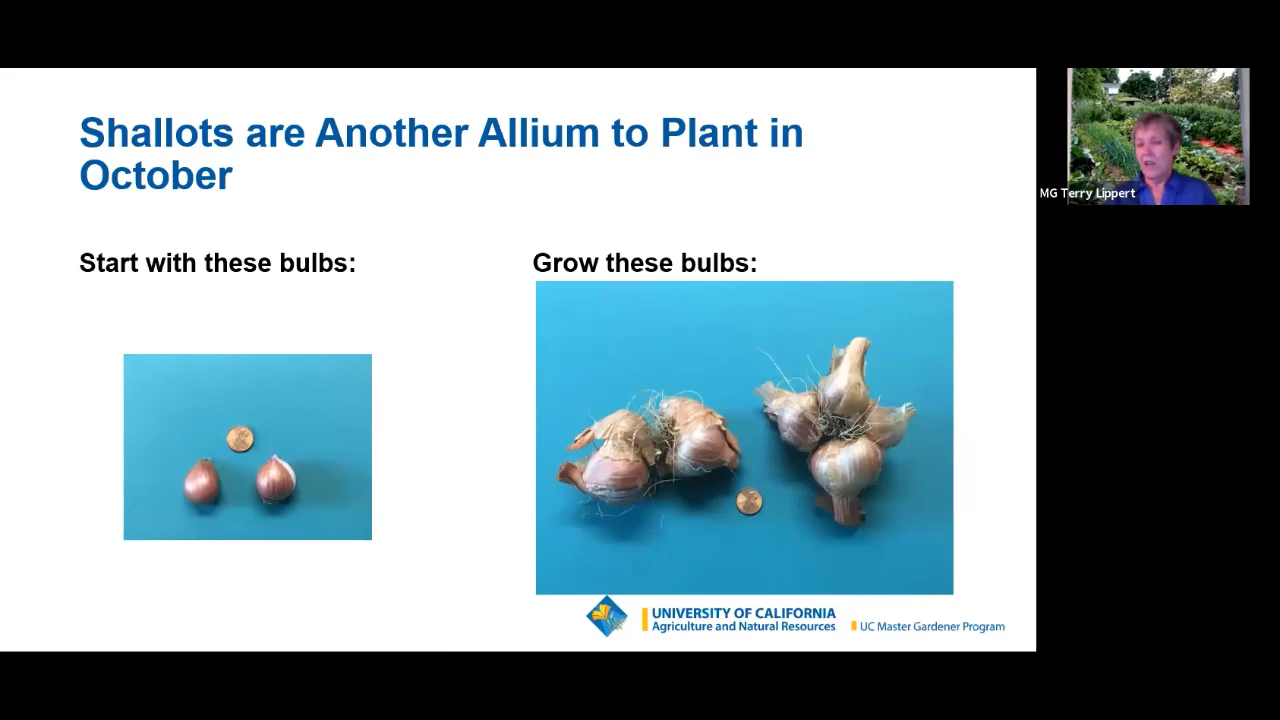 Shallots are Another Allium to Plant in
October
Start with these bulbs:
Grow these bulbs:
UNIVERSITY OF CALIFORNIA
Agriculture and Natural Resources
UC Master Gardener Program
MG Terry Lippert